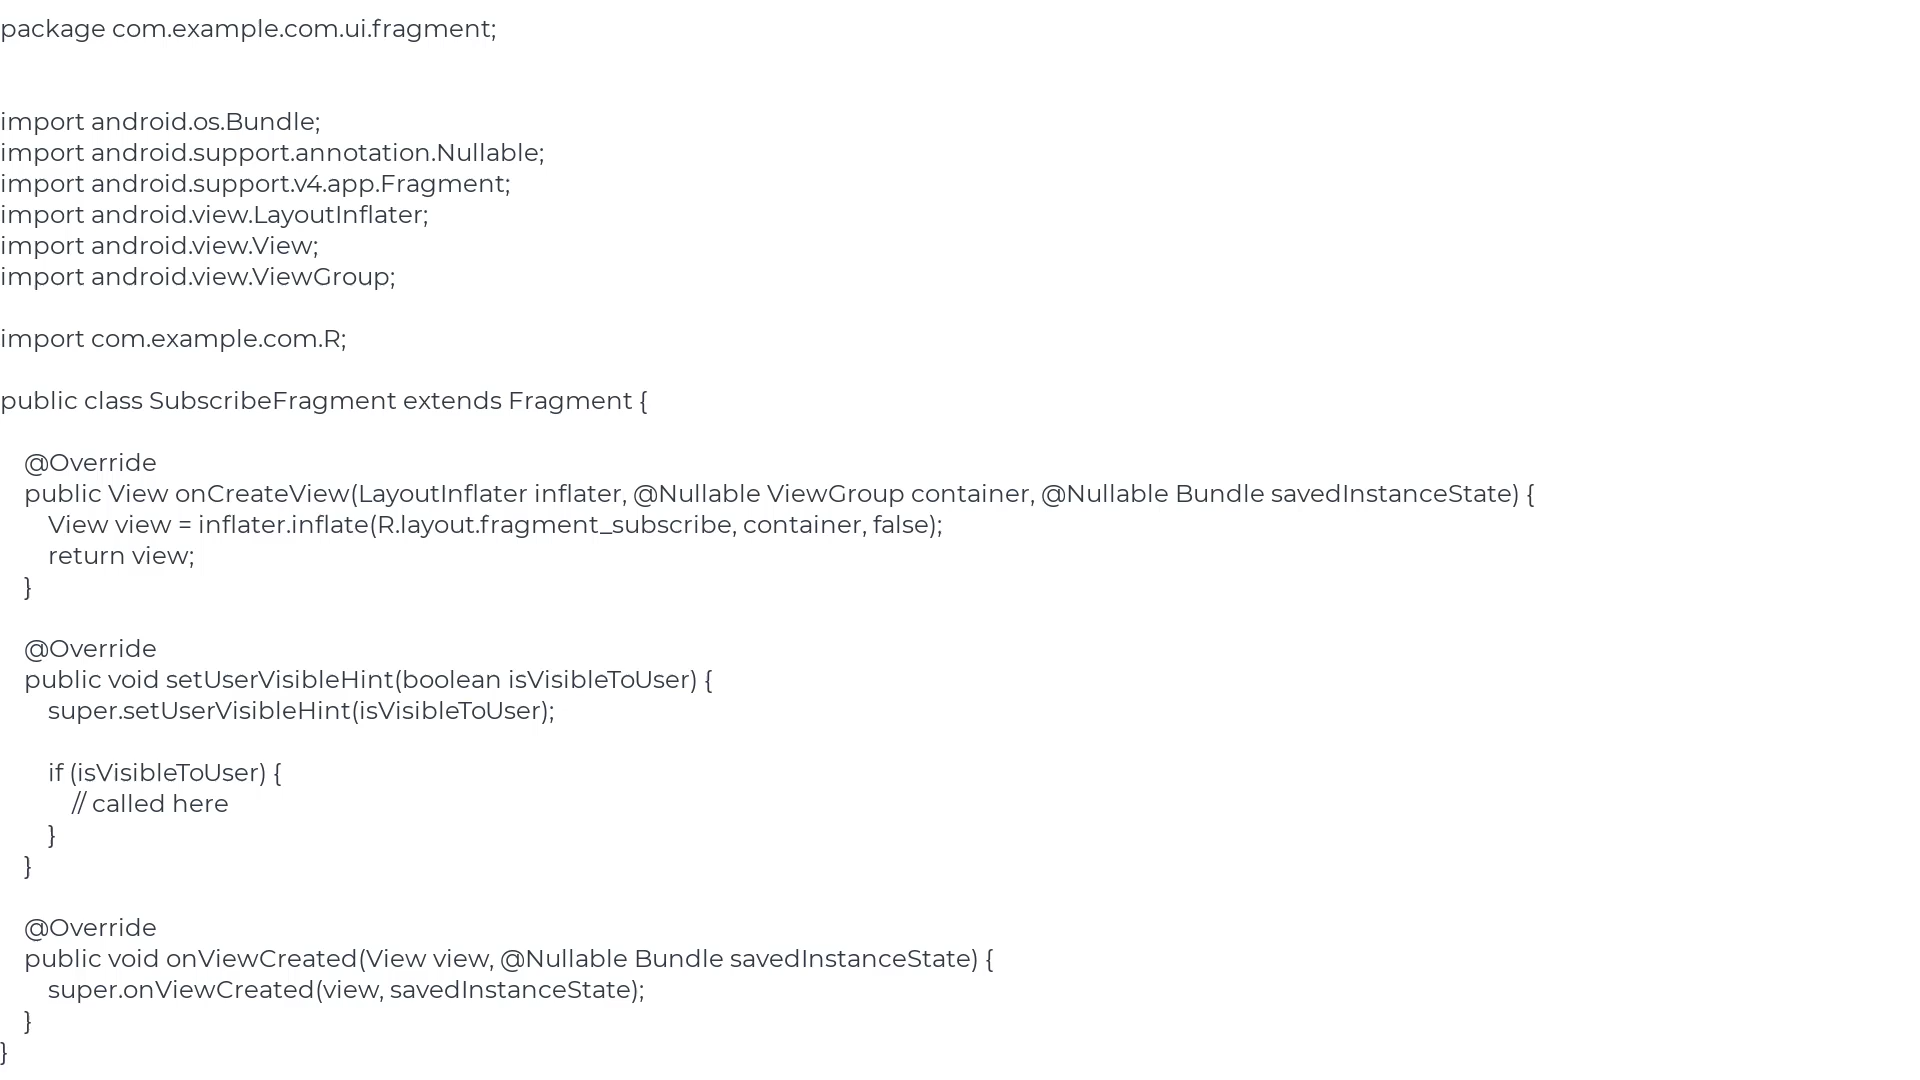 package com.example.com.ui.fragment;
import android.os.Bundle;
import android.support.annotation.Nullable;
import android.support.v4.app.Fragment;
import android.view.LayoutInflater;
import android.view.View;
import android.view.ViewGroup;
import com.example.com.R;
public class SubscribeFragment extends Fragment {
    @Override
    public View onCreateView(LayoutInflater inflater, @Nullable ViewGroup container, @Nullable Bundle savedInstanceState) {
        View view = inflater.inflate(R.layout.fragment_subscribe, container, false);
        return view;
    }
    @Override
    public void setUserVisibleHint(boolean isVisibleToUser) {
        super.setUserVisibleHint(isVisibleToUser);
        if (isVisibleToUser) {
            // called here
        }
    }
    @Override
    public void onViewCreated(View view, @Nullable Bundle savedInstanceState) {
        super.onViewCreated(view, savedInstanceState);
    }
}